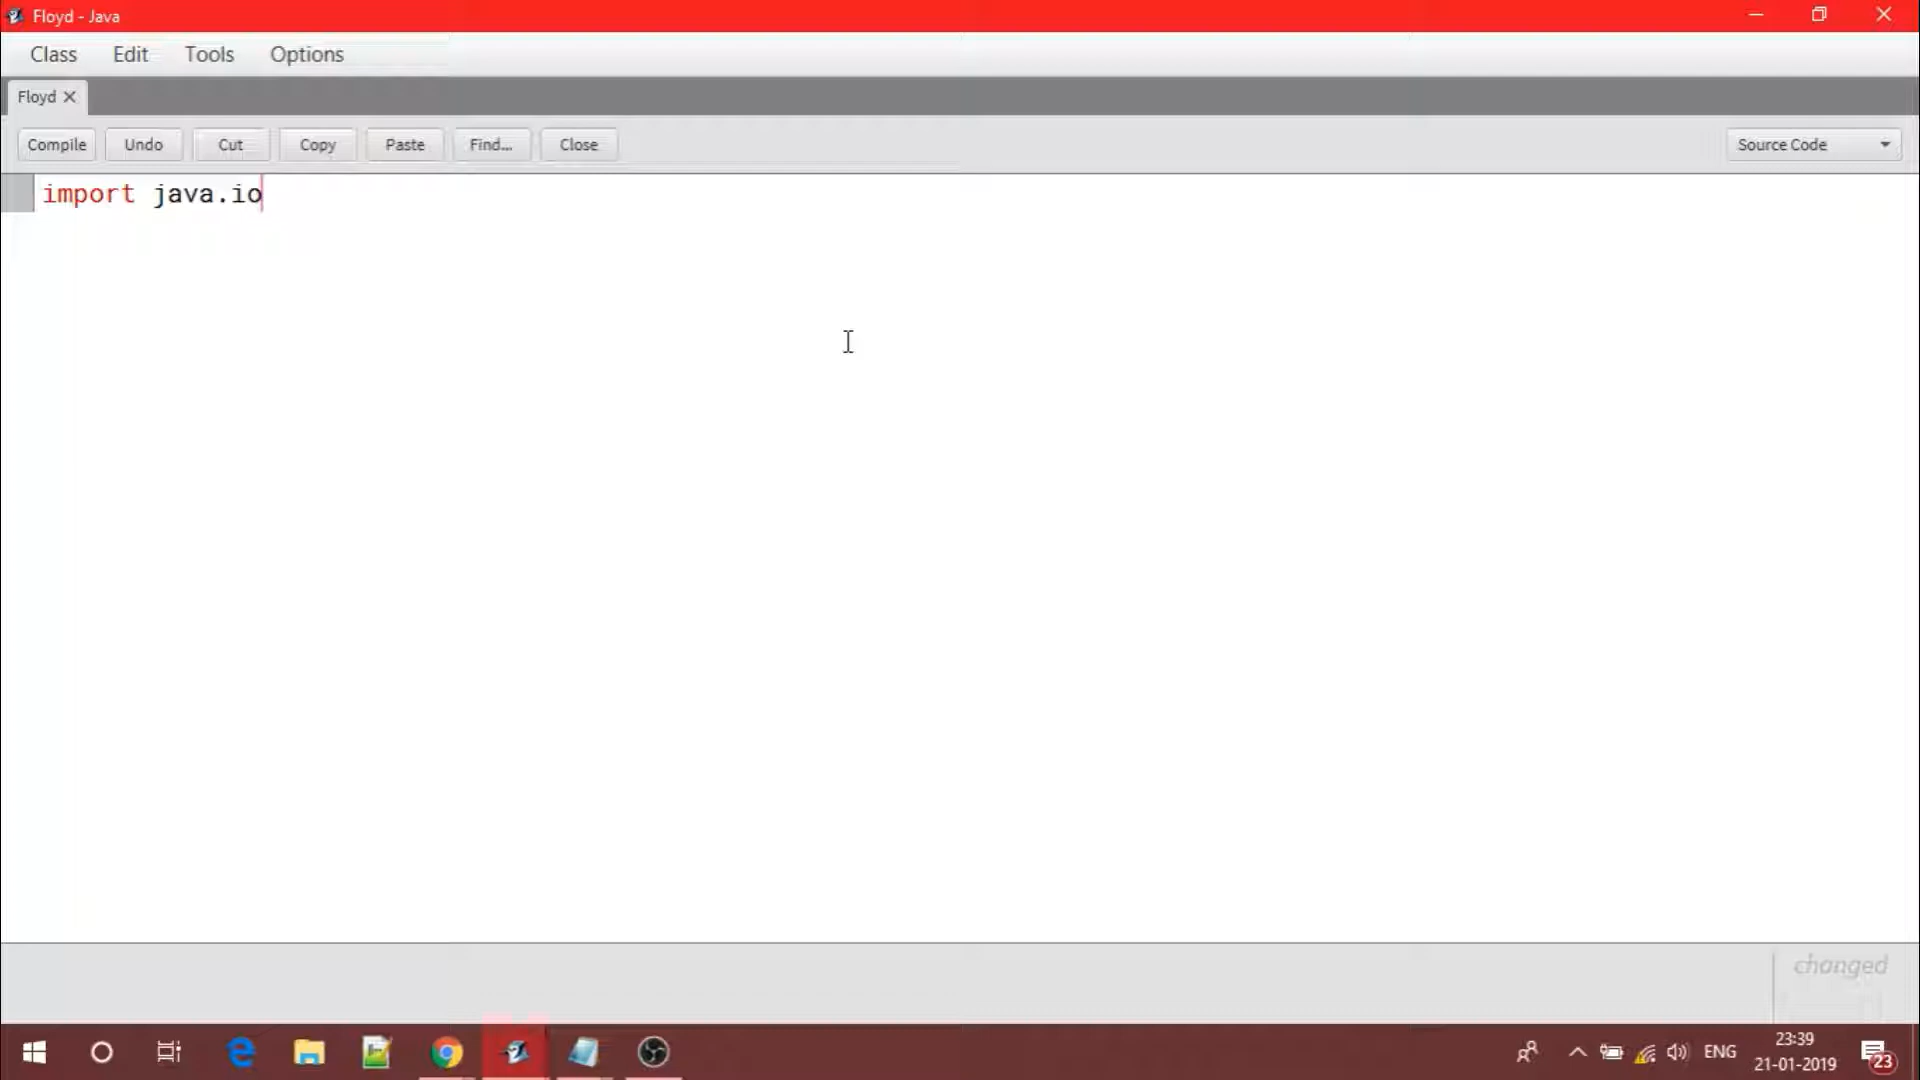 Floyd - Java
Class Edit Tools Options
Floyd
Compile Undo Cut Copy Paste Find... Close Source Code
import java.io
changed
ENG
23:39
21-01-2019
23